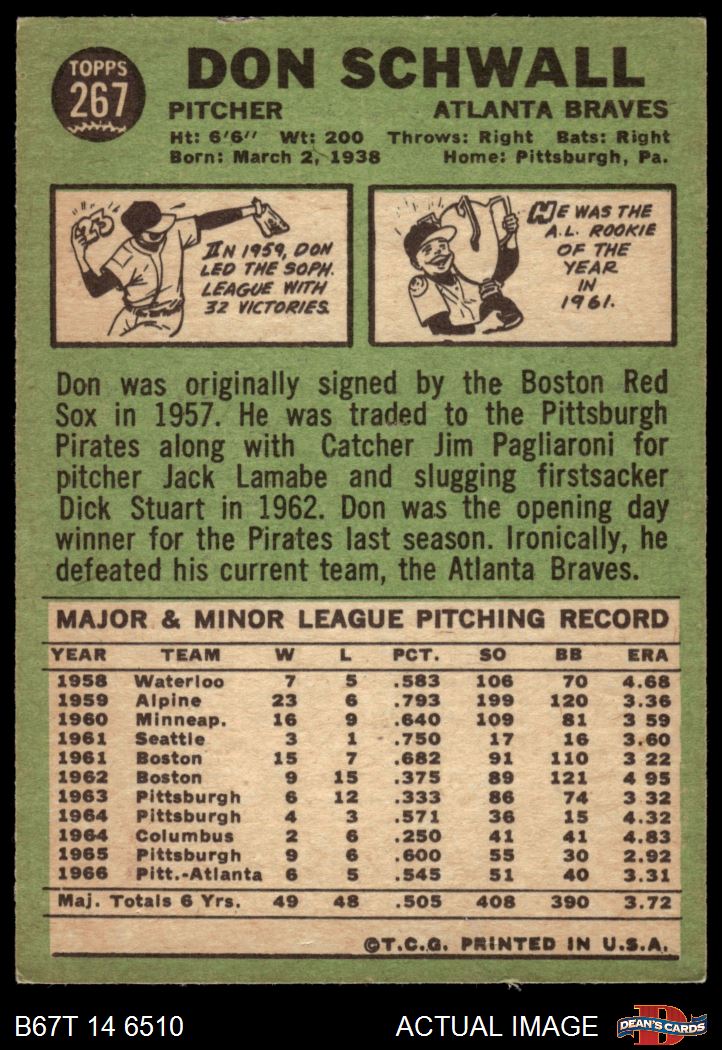 TOPPS
267
DON SCHWALL
PITCHER ATLANTA BRAVES
Ht: 6'6" Wt: 200 Throws: Right Bats: Right
Born: March 2, 1938 Home: Pittsburgh, Pa.
23
IN 1959, DON
LED THE SOPH.
LEAGUE WITH
32 VICTORIES.
HE WAS THE
A.L. ROOKIE
OF THE
YEAR
IN
1961.
Don was originally signed by the Boston Red
Sox in 1957. He was traded to the Pittsburgh
Pirates along with Catcher Jim Pagliaroni for
pitcher Jack Lamabe and slugging firstsacker
Dick Stuart in 1962. Don was the opening day
winner for the Pirates last season. Ironically, he
defeated his current team, the Atlanta Braves.
MAJOR & MINOR LEAGUE PITCHING RECORD
YEAR TEAM W L PCT. SO BB ERA
1958 Waterloo 7 5 .583 106 70 4.68
1959 Alpine 23 6 .793 199 120 3.36
1960 Minneap. 16 9 .640 109 81 3 59
1961 Seattle 3 1 .750 17 16 3.60
1961 Boston 15 7 .682 91 110 3 22
1962 Boston 9 15 .375 89 121 4 95
1963 Pittsburgh 6 12 .333 86 74 3 32
1964 Pittsburgh 4 3 .571 36 15 4.32
1964 Columbus 2 6 .250 41 41 4.83
1965 Pittsburgh 9 6 .600 55 30 2.92
1966 Pitt.-Atlanta 6 5 .545 51 40 3.31
Maj. Totals 6 Yrs. 49 48 .505 408 390 3.72
©T.C.G. PRINTED IN U.S.A.
B67T 14 6510 ACTUAL IMAGE
D
DEAN'S CARDS